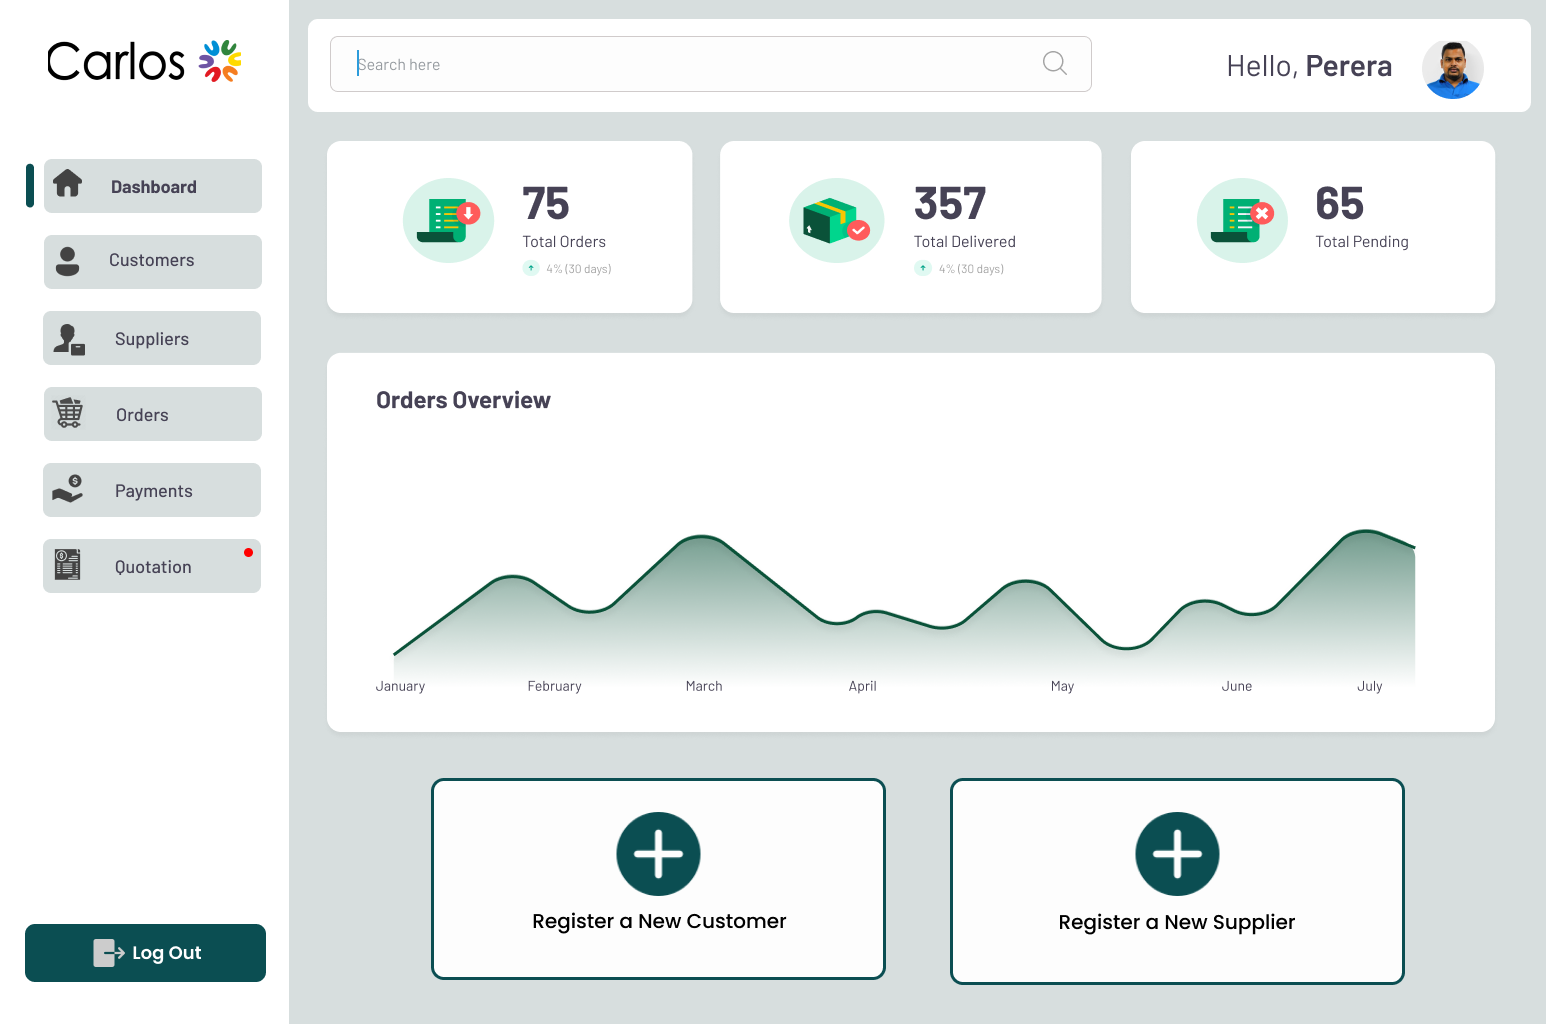 Carlos
Search here
Hello, Perera
Dashboard
Customers
Suppliers
Orders
Payments
Quotation
75
Total Orders
4% (30 days)
357
Total Delivered
4% (30 days)
65
Total Pending
Orders Overview
January February March April May June July
Register a New Customer
Register a New Supplier
Log Out